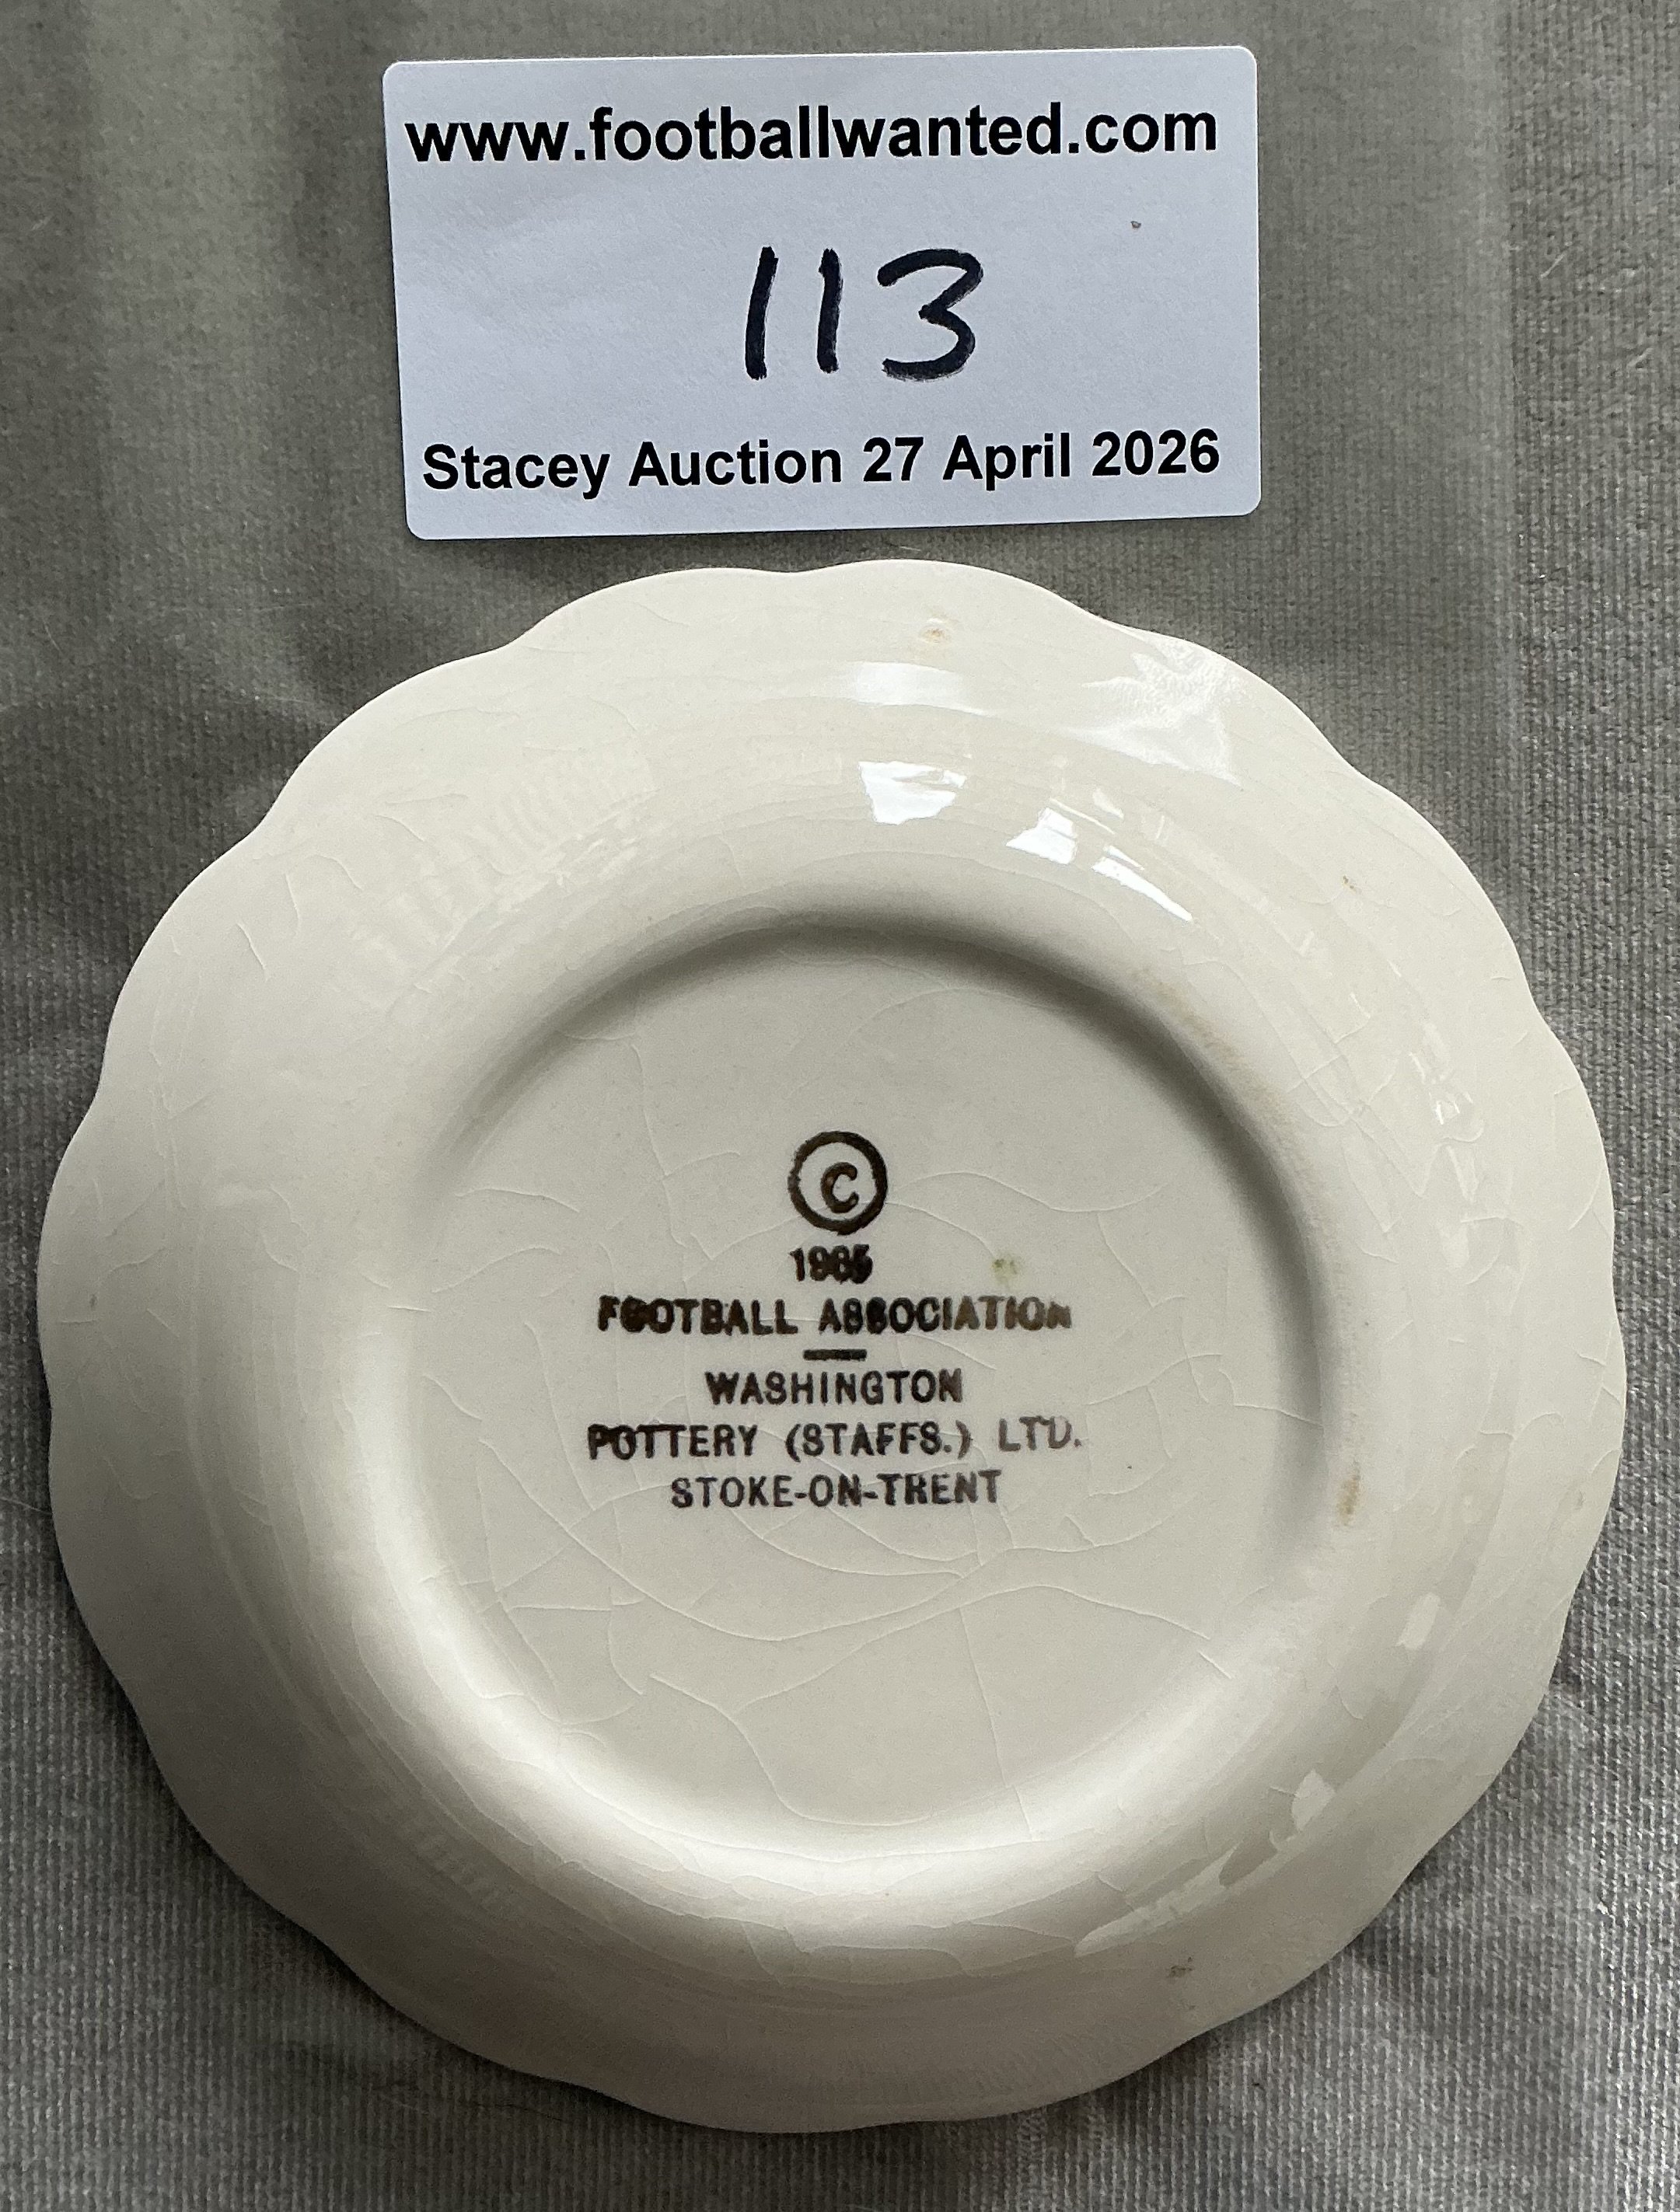 www.footballwanted.com
113
Stacey Auction 27 April 2026
©
1965
FOOTBALL ASSOCIATION
WASHINGTON
POTTERY (STAFFS.) LTD.
STOKE-ON-TRENT